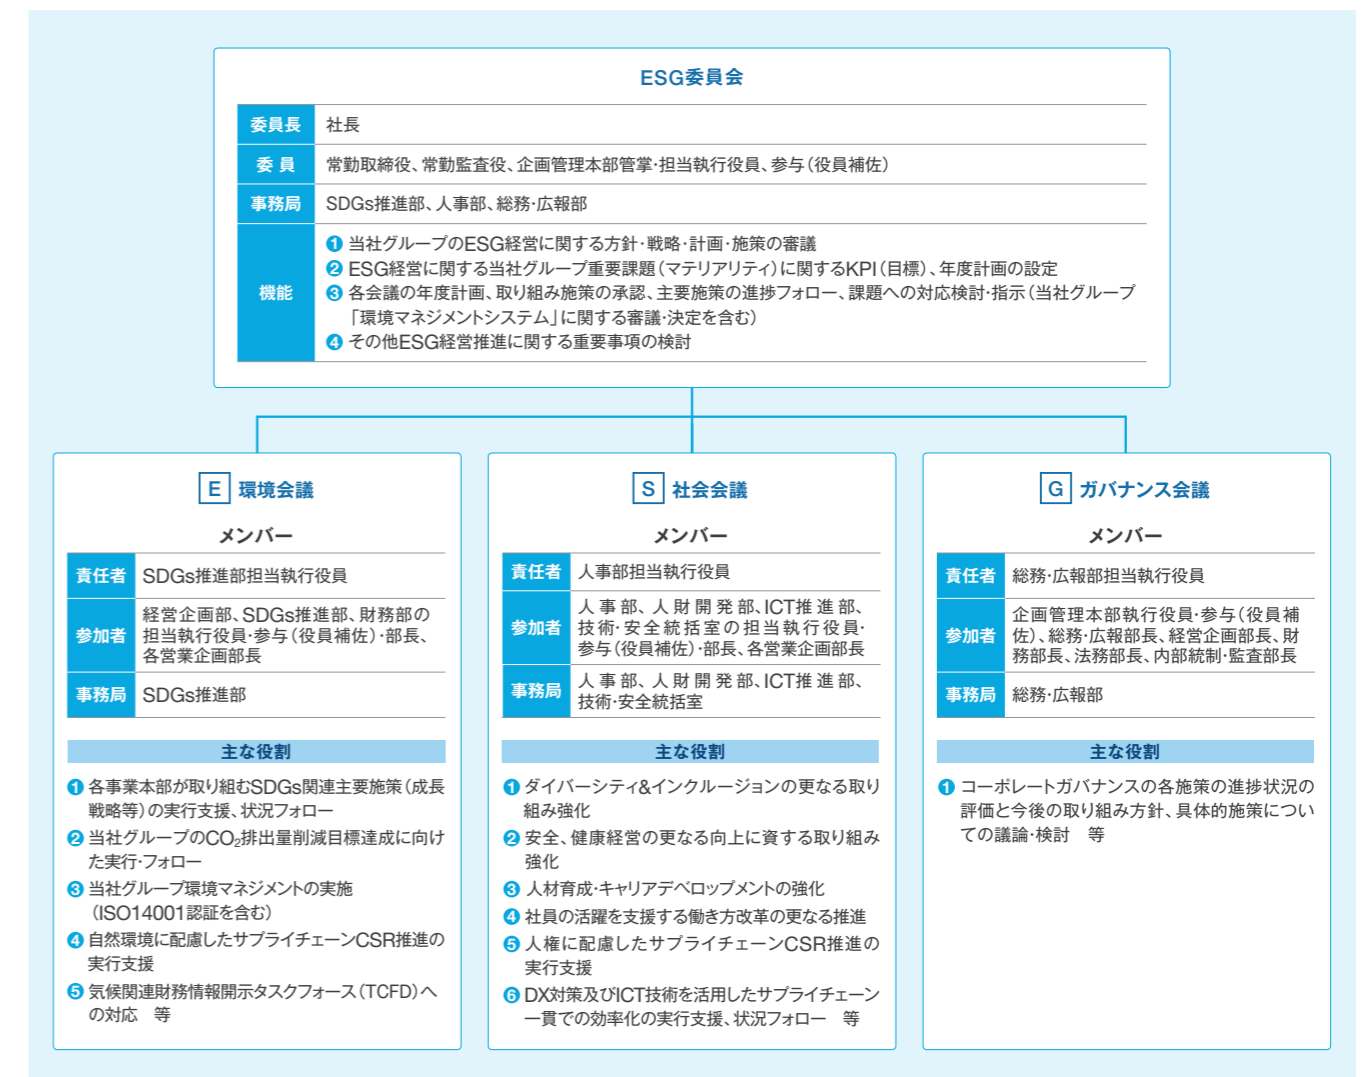 ESG委員会
委員長 社長
委 員 常勤取締役、常勤監査役、企画管理本部管掌・担当執行役員、参与（役員補佐）
事務局 SDGs推進部、人事部、総務・広報部
機能
❶ 当社グループのESG経営に関する方針・戦略・計画・施策の審議
❷ ESG経営に関する当社グループ重要課題（マテリアリティ）に関するKPI（目標）、年度計画の設定
❸ 各会議の年度計画、取り組み施策の承認、主要施策の進捗フォロー、課題への対応検討・指示（当社グループ
「環境マネジメントシステム」に関する審議・決定を含む）
❹ その他ESG経営推進に関する重要事項の検討
E 環境会議
メンバー
責任者 SDGs推進部担当執行役員
参加者
経営企画部、SDGs推進部、財務部の
担当執行役員・参与（役員補佐）・部長、
各営業企画部長
事務局 SDGs推進部
主な役割
❶ 各事業本部が取り組むSDGs関連主要施策（成長
戦略等）の実行支援、状況フォロー
❷ 当社グループのCO₂排出量削減目標達成に向け
た実行・フォロー
❸ 当社グループ環境マネジメントの実施
（ISO14001認証を含む）
❹ 自然環境に配慮したサプライチェーンCSR推進の
実行支援
❺ 気候関連財務情報開示タスクフォース（TCFD）へ
の対応　等
S 社会会議
メンバー
責任者 人事部担当執行役員
参加者
人事部、人財開発部、ICT推進部、
技術・安全統括室の担当執行役員・
参与（役員補佐）・部長、各営業企画部長
事務局
人事部、人財開発部、ICT推進部、
技術・安全統括室
主な役割
❶ ダイバーシティ&インクルージョンの更なる取り
組み強化
❷ 安全、健康経営の更なる向上に資する取り組み
強化
❸ 人材育成・キャリアデベロップメントの強化
❹ 社員の活躍を支援する働き方改革の更なる推進
❺ 人権に配慮したサプライチェーンCSR推進の
実行支援
❻ DX対策及びICT技術を活用したサプライチェーン
一貫での効率化の実行支援、状況フォロー　等
G ガバナンス会議
メンバー
責任者 総務・広報部担当執行役員
参加者
企画管理本部執行役員・参与（役員補
佐）、総務・広報部長、経営企画部長、財
務部長、法務部長、内部統制・監査部長
事務局 総務・広報部
主な役割
❶ コーポレートガバナンスの各施策の進捗状況の
評価と今後の取り組み方針、具体的施策につい
ての議論・検討　等